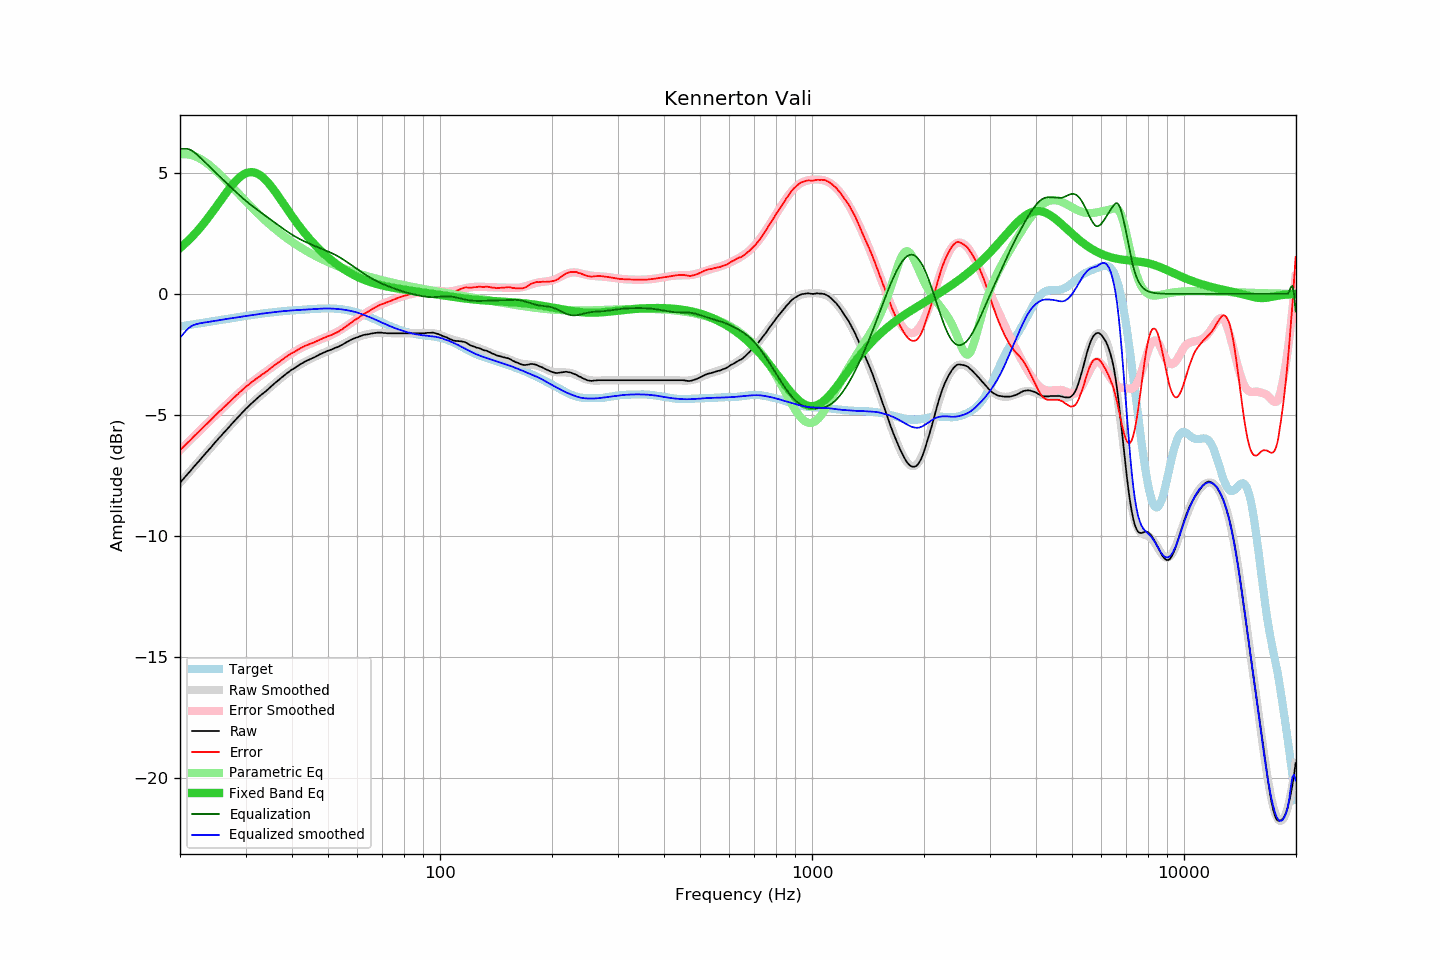 Kennerton Vali
Amplitude (dBr)
5
0
−5
−10
−15
−20
Target
Raw Smoothed
Error Smoothed
Raw
Error
Parametric Eq
Fixed Band Eq
Equalization
Equalized smoothed
100
1000
10000
Frequency (Hz)